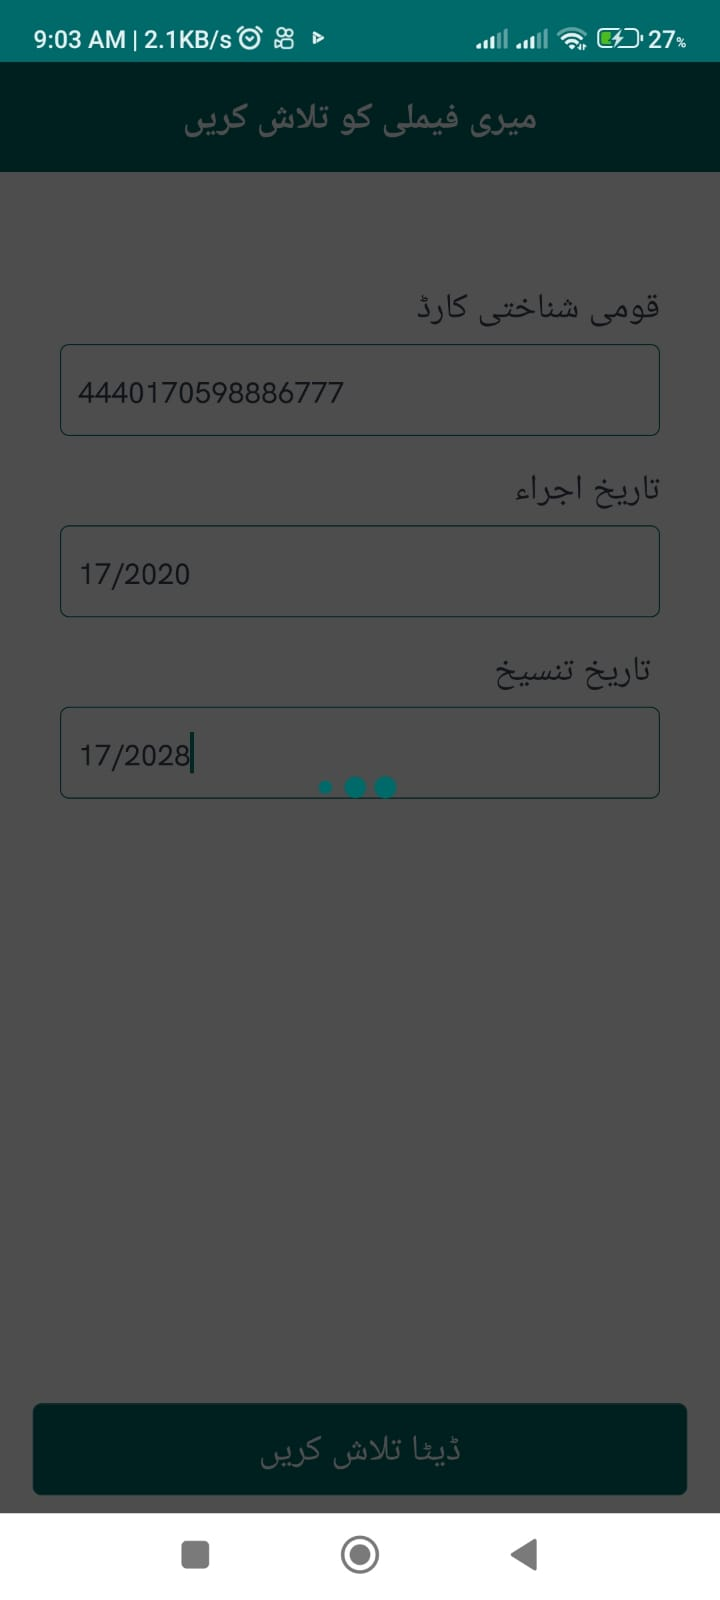 9:03 AM | 2.1KB/s 27%
میری فیملی کو تلاش کریں
قومی شناختی کارڈ
4440170598886777
تاریخ اجراء
17/2020
تاریخ تنسیخ
17/2028
ڈیٹا تلاش کریں